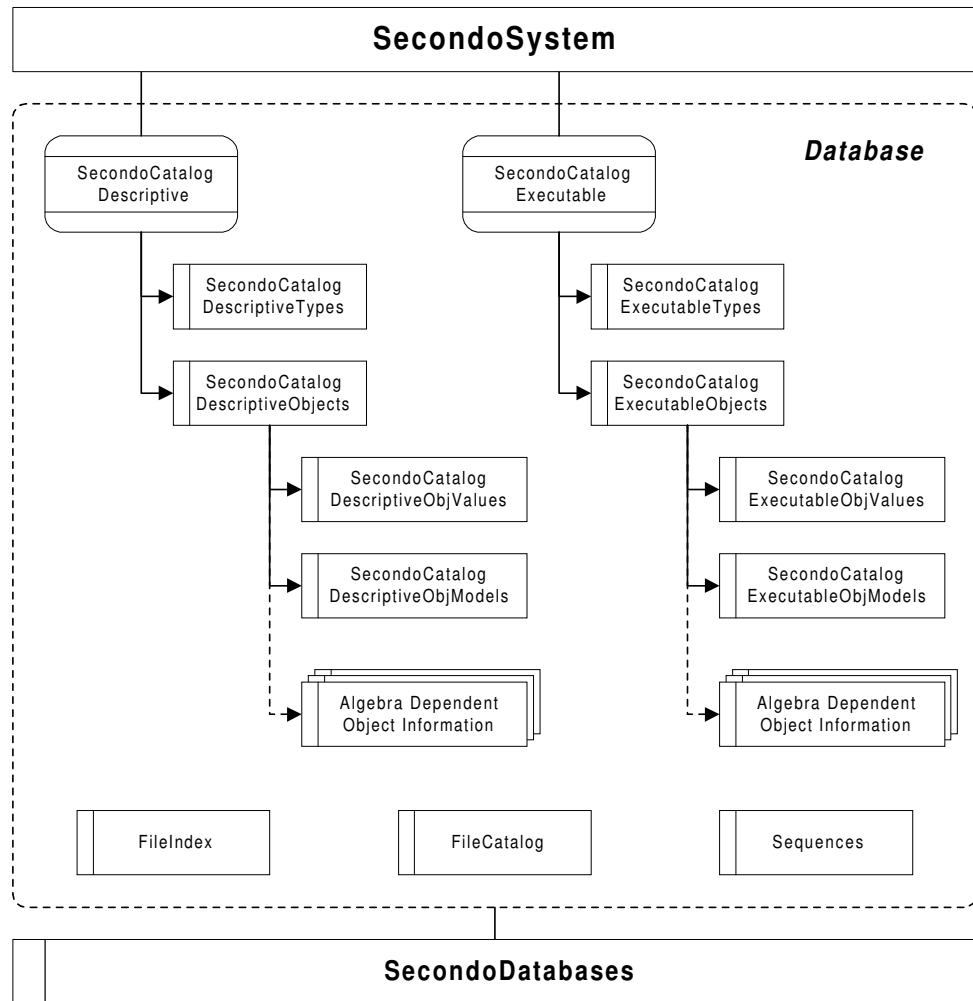 SecondoSystem
Database
SecondoCatalog
Descriptive
SecondoCatalog
Executable
SecondoCatalog
DescriptiveTypes
SecondoCatalog
ExecutableTypes
SecondoCatalog
DescriptiveObjects
SecondoCatalog
ExecutableObjects
SecondoCatalog
DescriptiveObjValues
SecondoCatalog
ExecutableObjValues
SecondoCatalog
DescriptiveObjModels
SecondoCatalog
ExecutableObjModels
Algebra Dependent
Object Information
Algebra Dependent
Object Information
FileIndex
FileCatalog
Sequences
SecondoDatabases